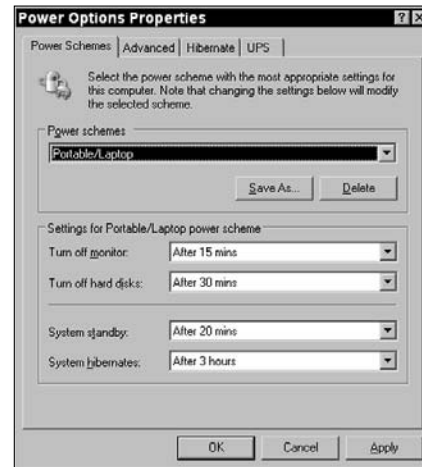 Power Options Properties
Power Schemes Advanced Hibernate UPS
Select the power scheme with the most appropriate settings for
this computer. Note that changing the settings below will modify
the selected scheme.
Power schemes
Portable/Laptop
Save As... Delete
Settings for Portable/Laptop power scheme
Turn off monitor: After 15 mins
Turn off hard disks: After 30 mins
System standby: After 20 mins
System hibernates: After 3 hours
OK Cancel Apply